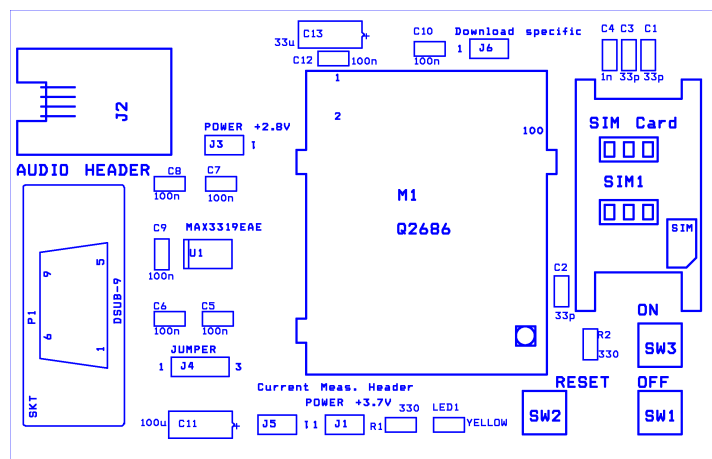 C13
33u
+
C12
100n
C10
100n
Download specific
1
J6
C4
C3
C1
1n
33p
33p
J2
AUDIO HEADER
POWER +2.8V
J3
1
1
2
100
M1
Q2686
SIM Card
SIM1
SIM
C8
100n
C7
100n
MAX3319EAE
C9
100n
U1
P1
9
5
6
1
DSUB-9
SKT
C6
100n
C5
100n
C2
33p
JUMPER
1
J4
3
ON
R2
330
SW3
Current Meas. Header
POWER +3.7V
RESET
OFF
100u
C11
+
J5
1
1
J1
330
R1
LED1
YELLOW
SW2
SW1